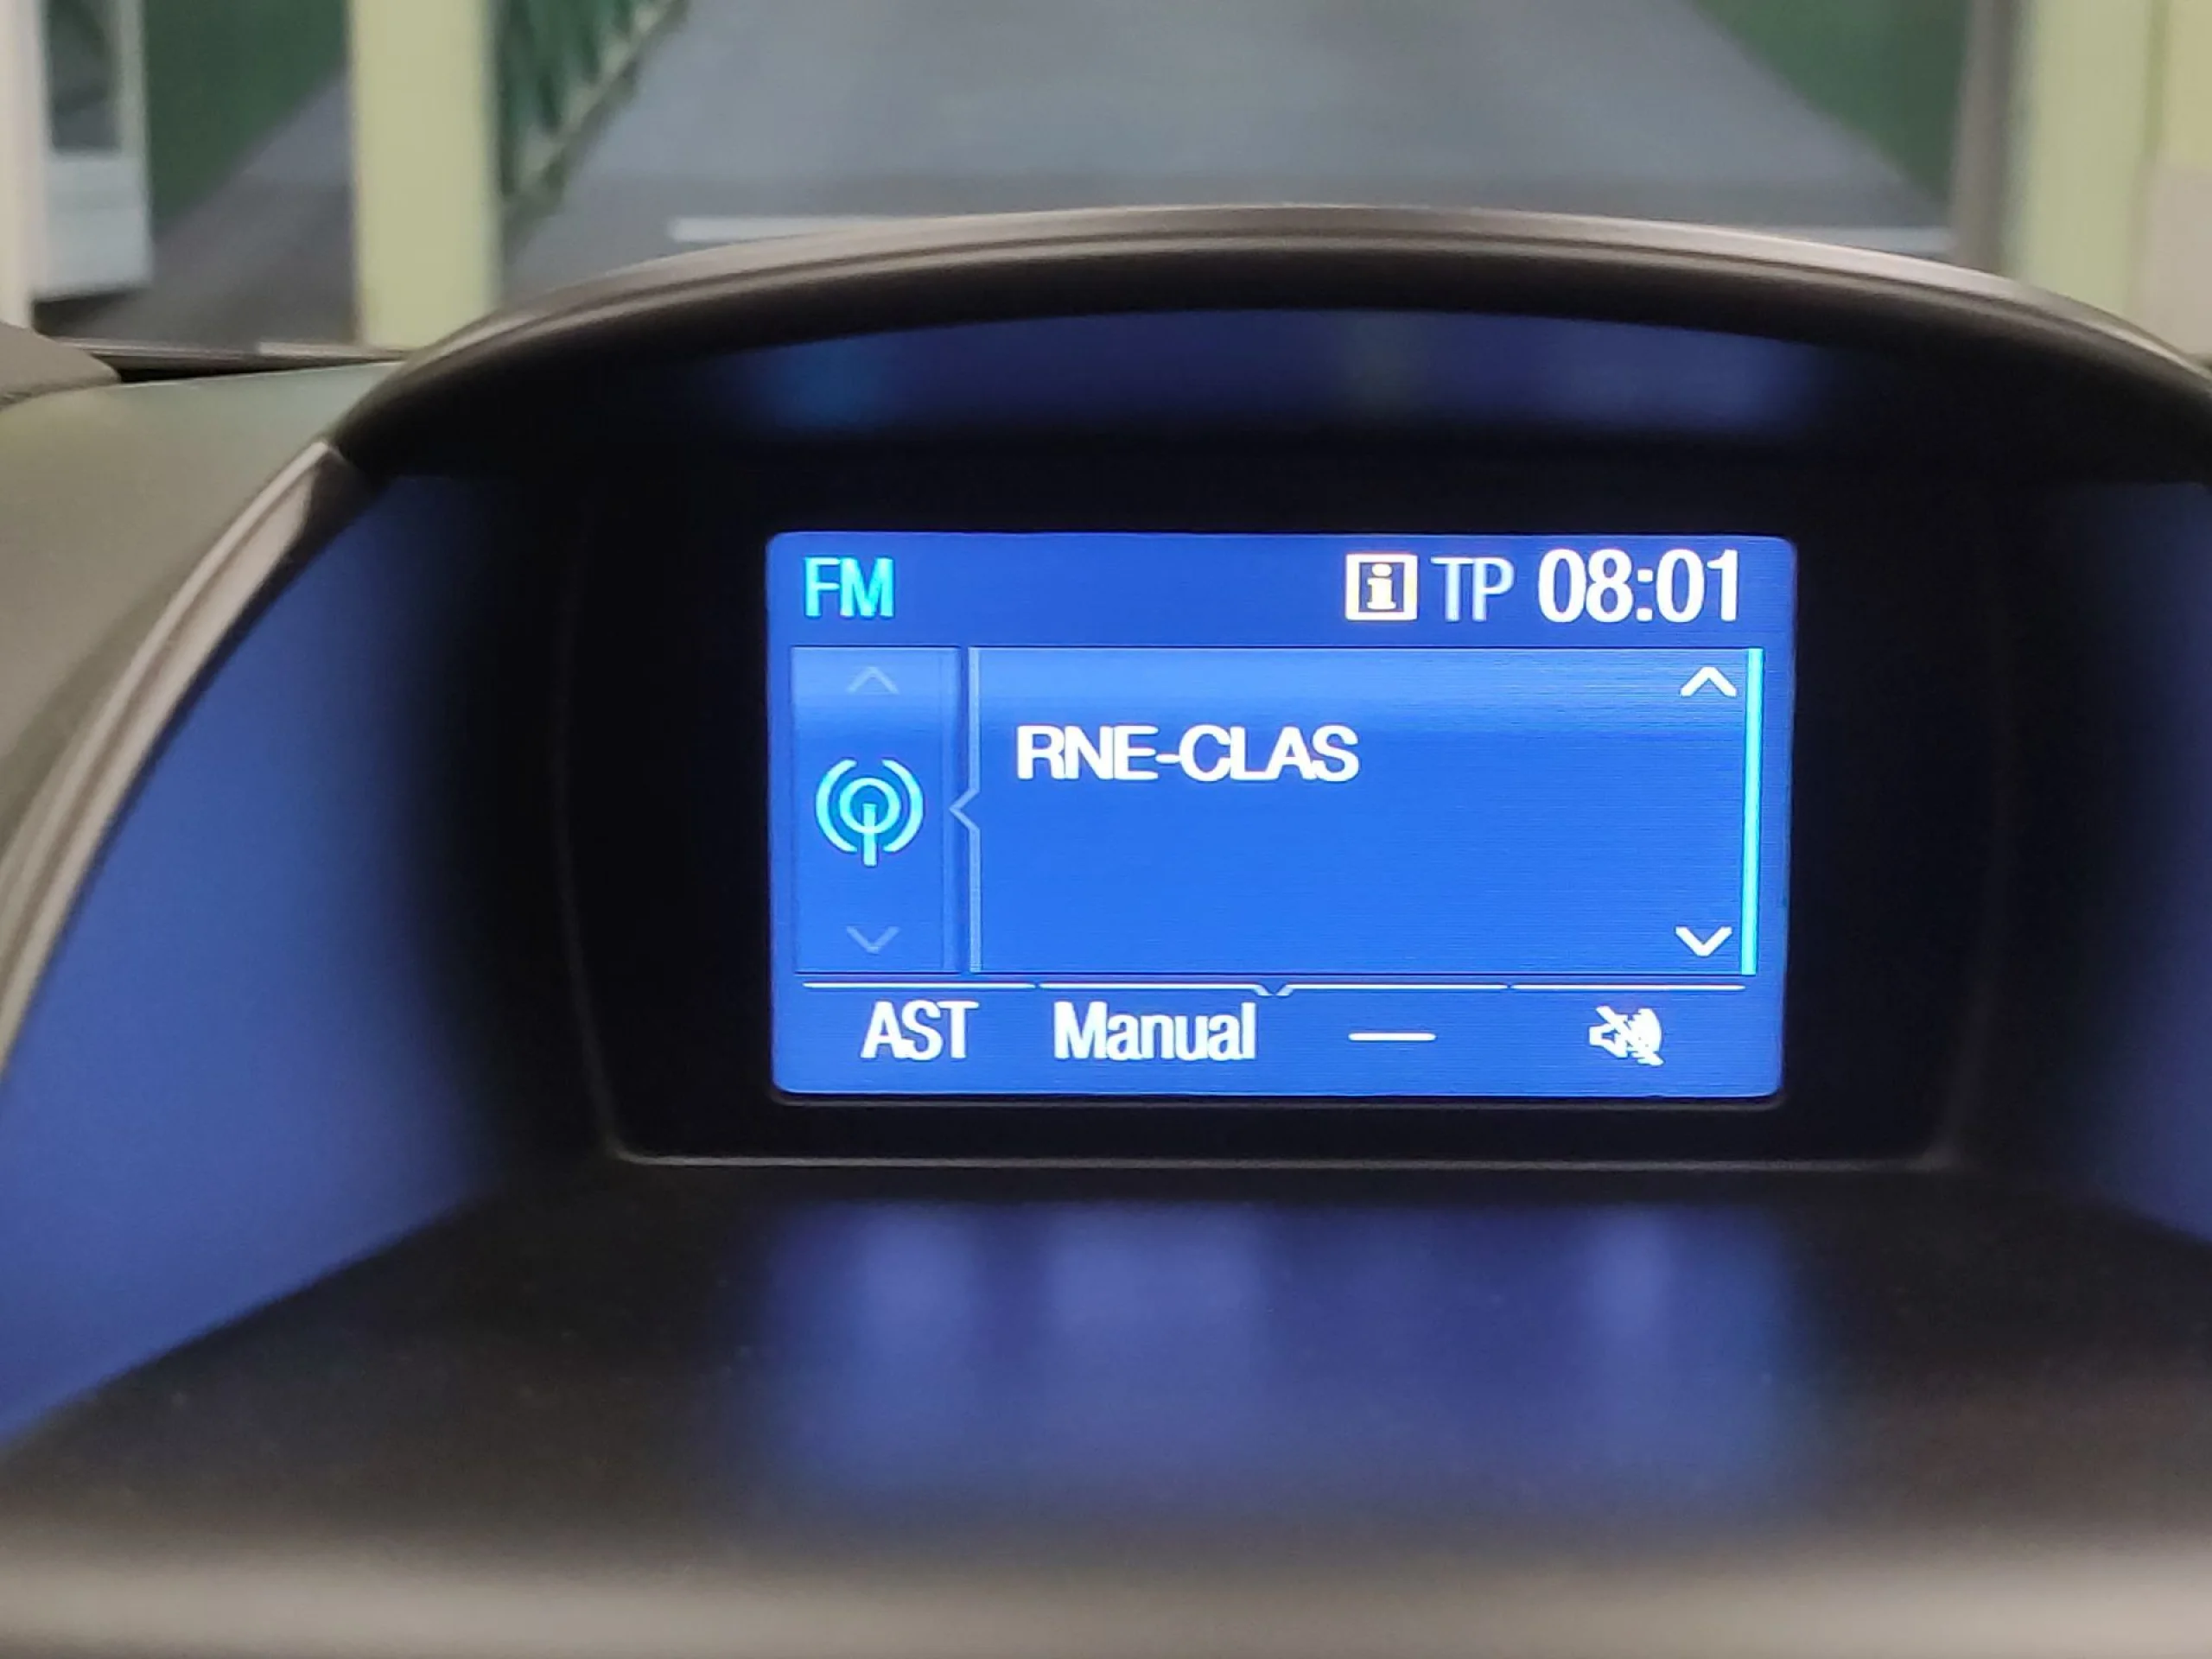 FM i TP 08:01
RNE-CLAS
AST Manual —